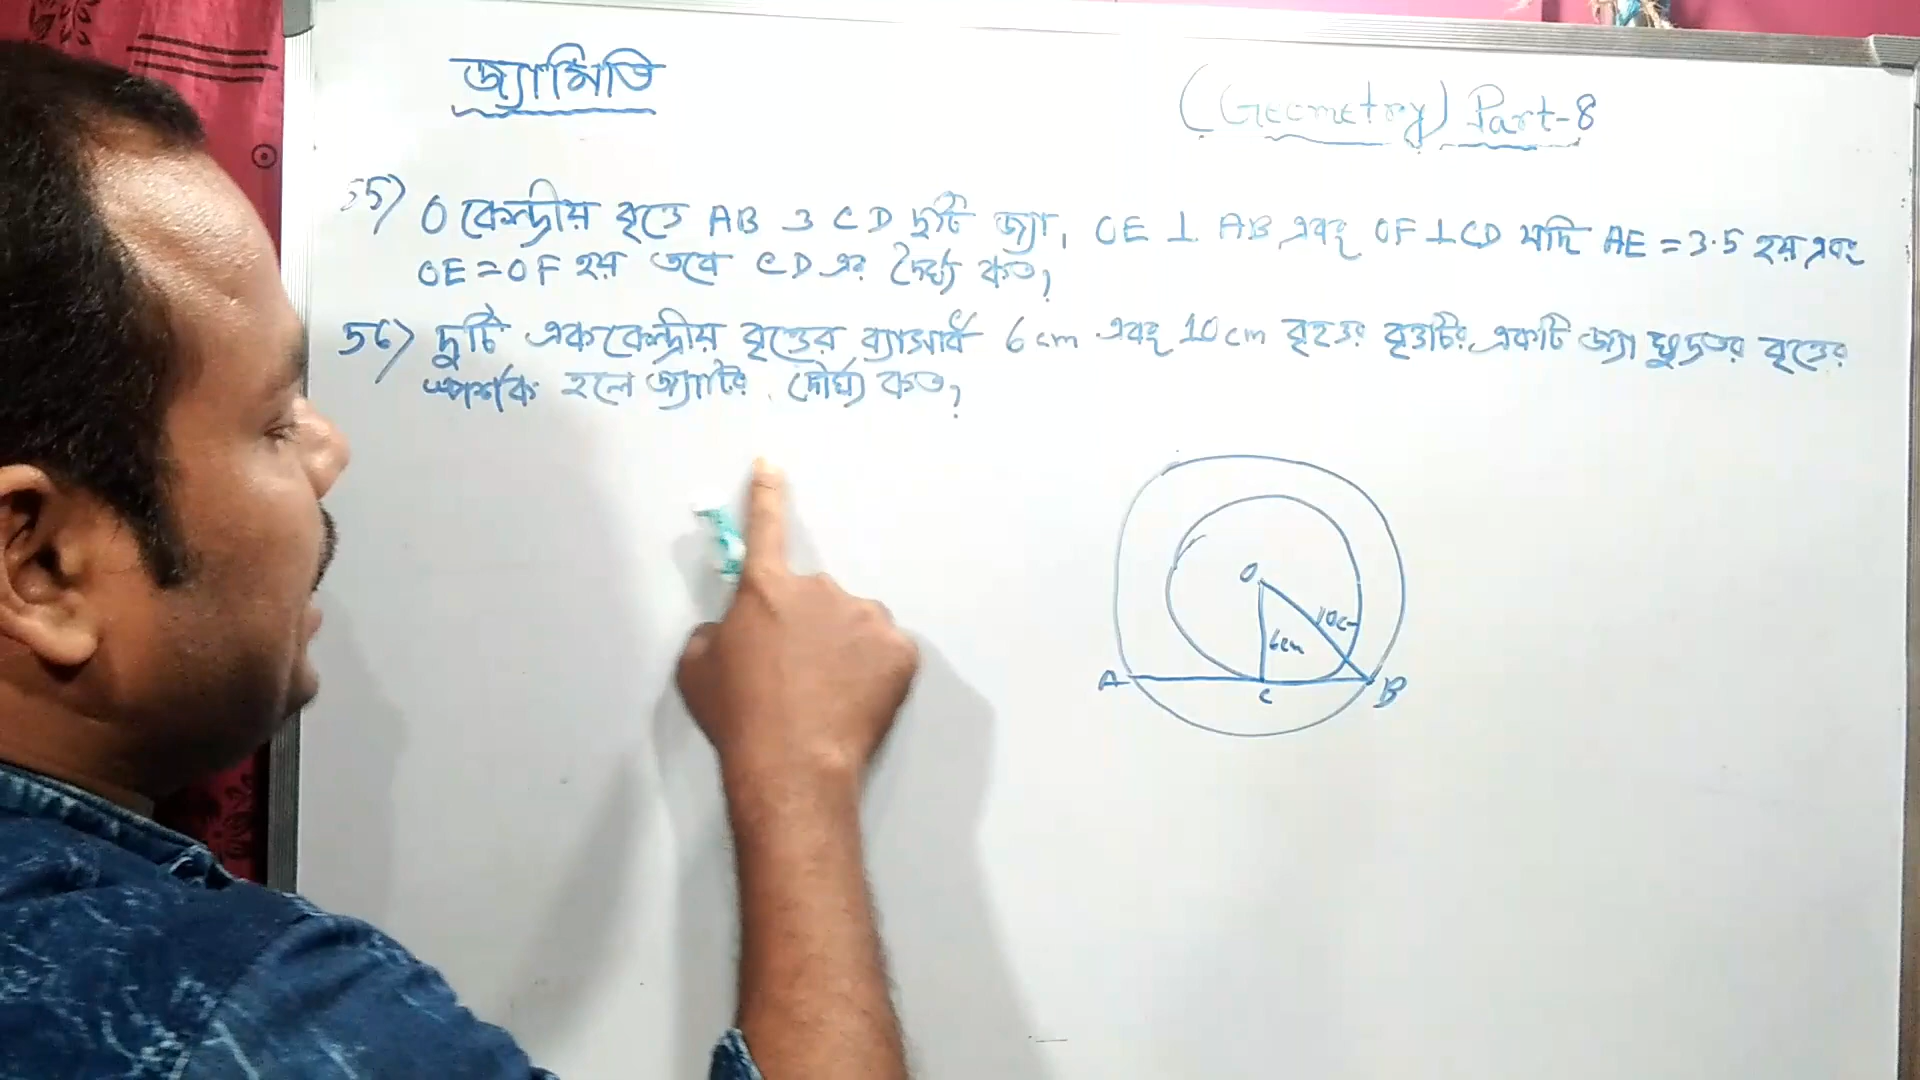 জ্যামিতি
(Geometry) Part-8
55) O কেন্দ্রীয় বৃত্তে AB ও CD দুটি জ্যা, OE ⊥ AB এবং OF ⊥ CD যদি AE = 3.5 হয় এবং
OE = OF হয় তবে CD এর দৈর্ঘ্য কত?
56) দুটি এককেন্দ্রীয় বৃত্তের ব্যাসার্ধ 6 cm এবং 10 cm বৃহত্তর বৃত্তটির একটি জ্যা ক্ষুদ্রতর বৃত্তের
স্পর্শক হলে জ্যাটির দৈর্ঘ্য কত?
O
10c
6cm
A
C
B